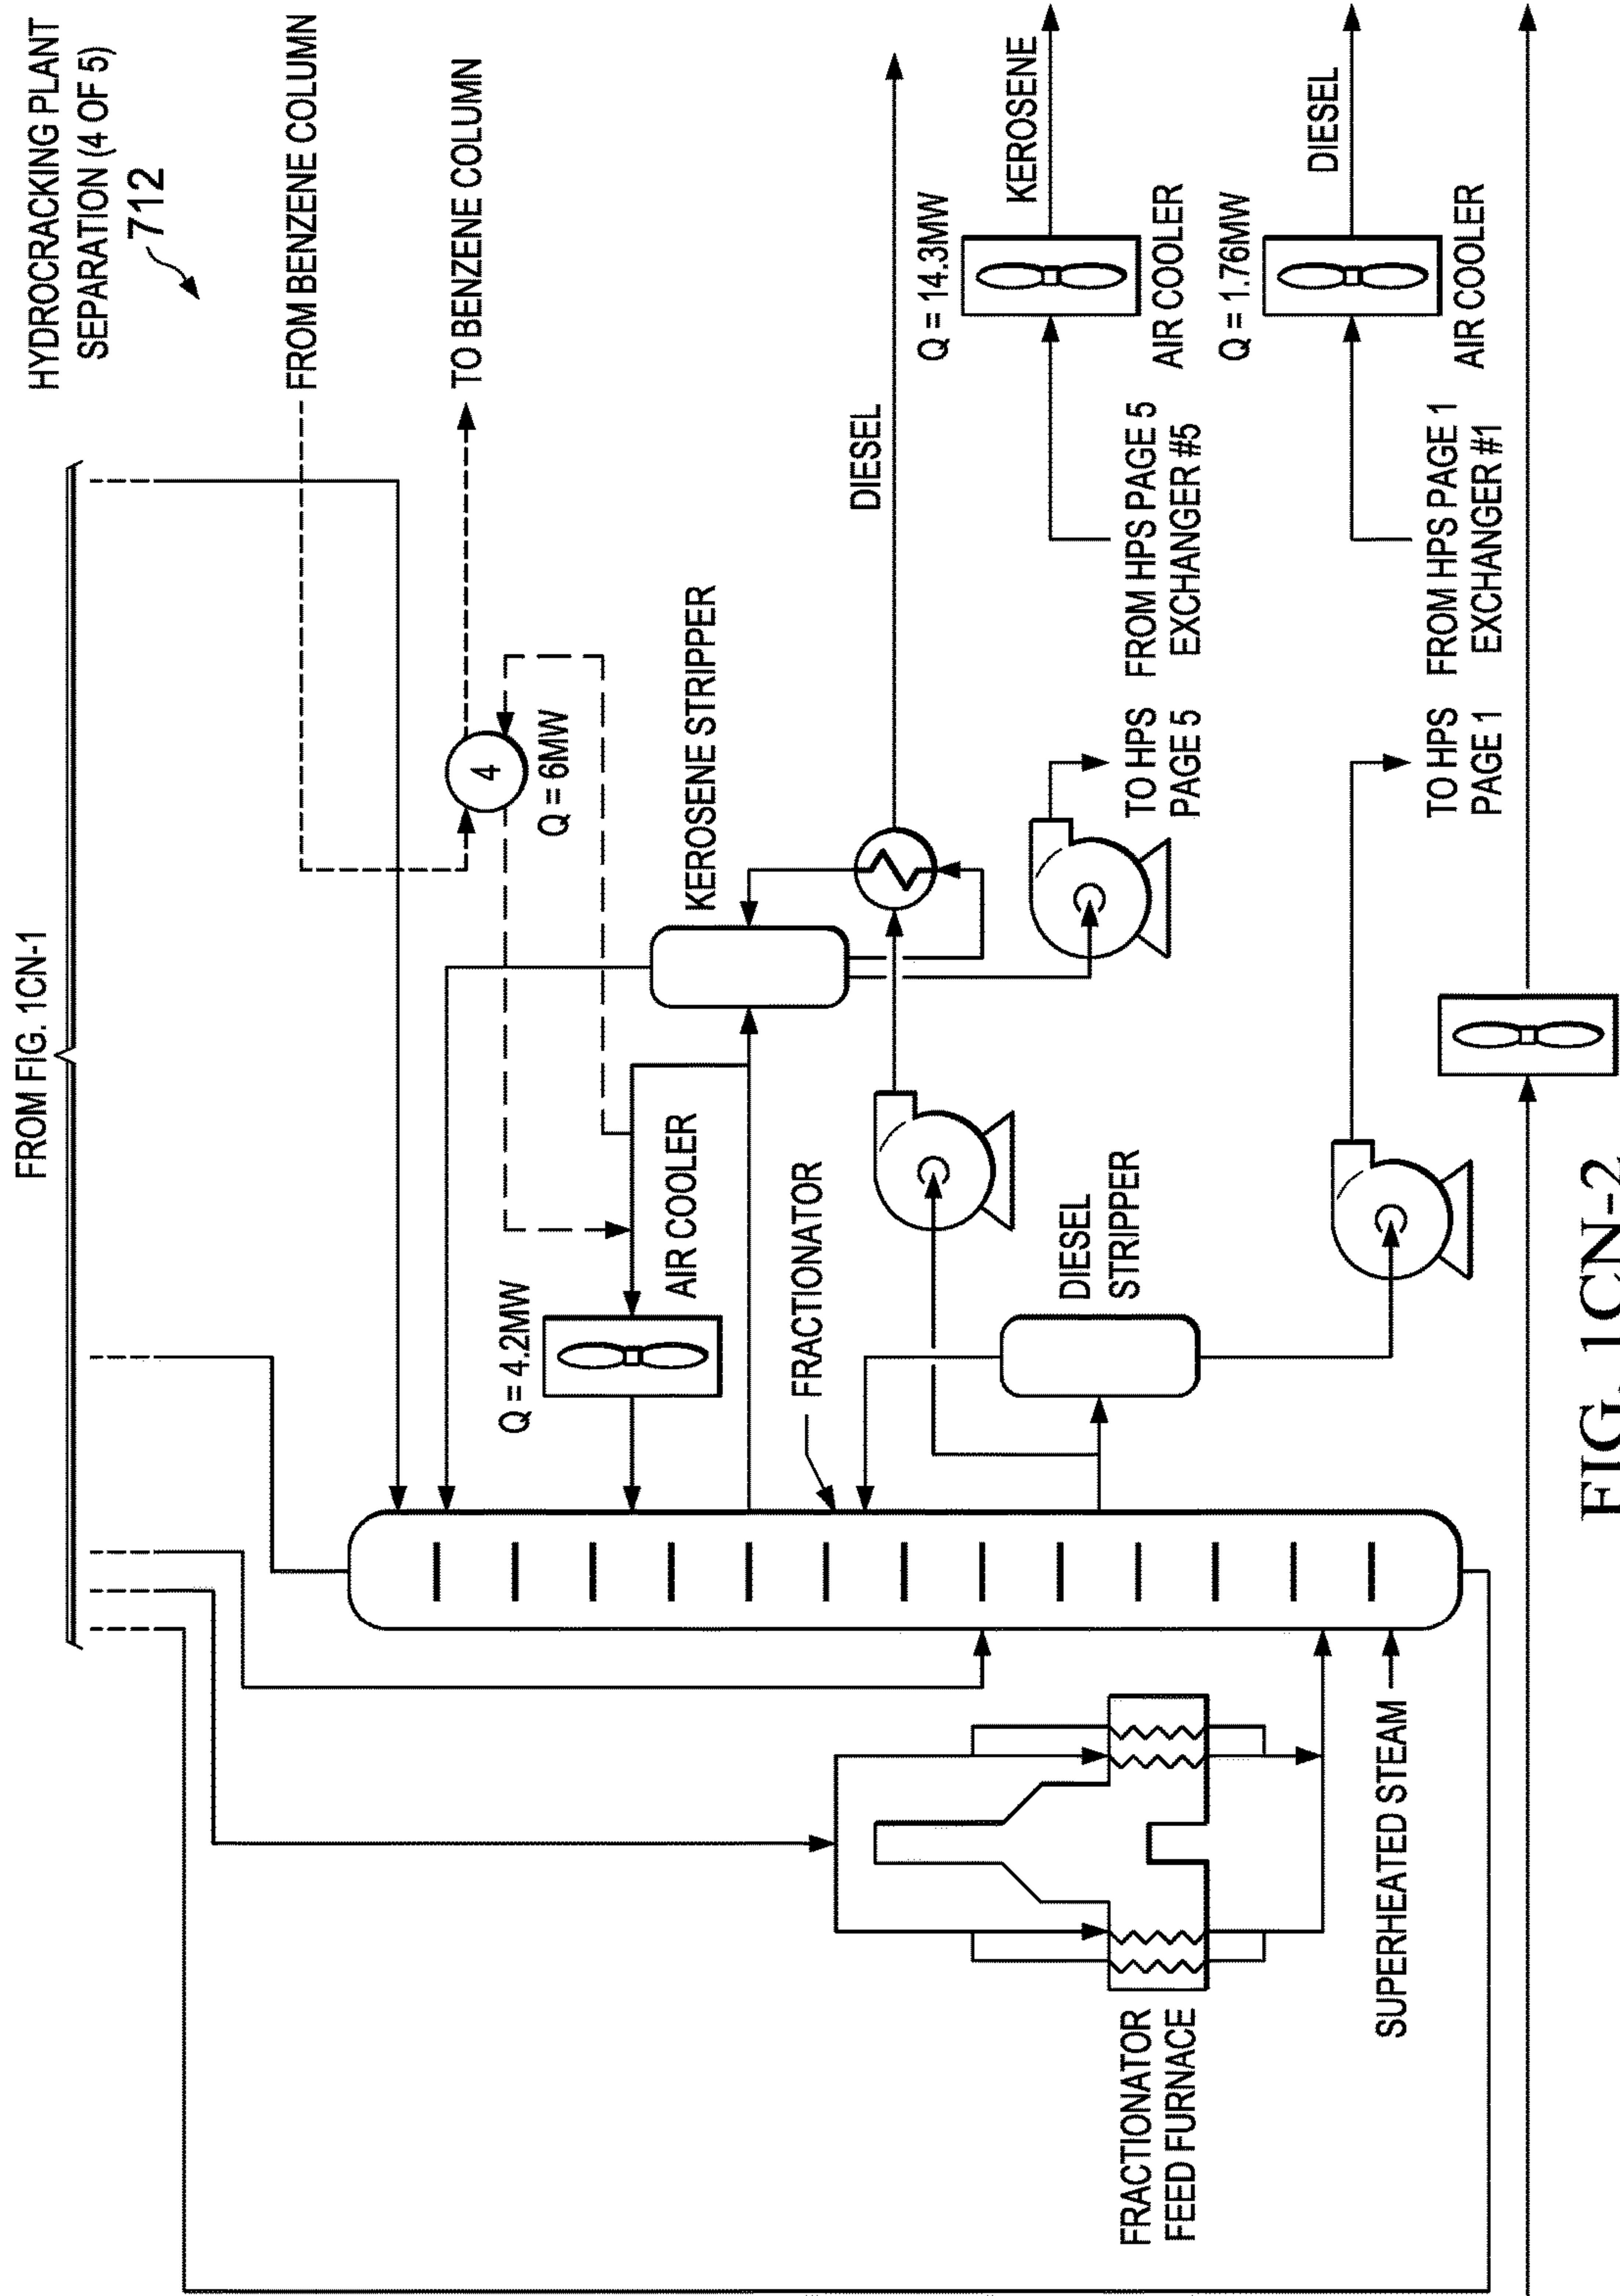 HYDROCRACKING PLANT
SEPARATION (4 OF 5)
712
FROM FIG. 1CN-1
FROM BENZENE COLUMN
TO BENZENE COLUMN
4
Q = 6MW
KEROSENE STRIPPER
Q = 4.2MW
AIR COOLER
FRACTIONATOR
DIESEL
STRIPPER
DIESEL
Q = 14.3MW
KEROSENE
AIR COOLER
TO HPS
PAGE 5
FROM HPS PAGE 5
EXCHANGER #5
Q = 1.76MW
DIESEL
AIR COOLER
TO HPS
PAGE 1
FROM HPS PAGE 1
EXCHANGER #1
FRACTIONATOR
FEED FURNACE
SUPERHEATED STEAM
FIG. 1CN-2